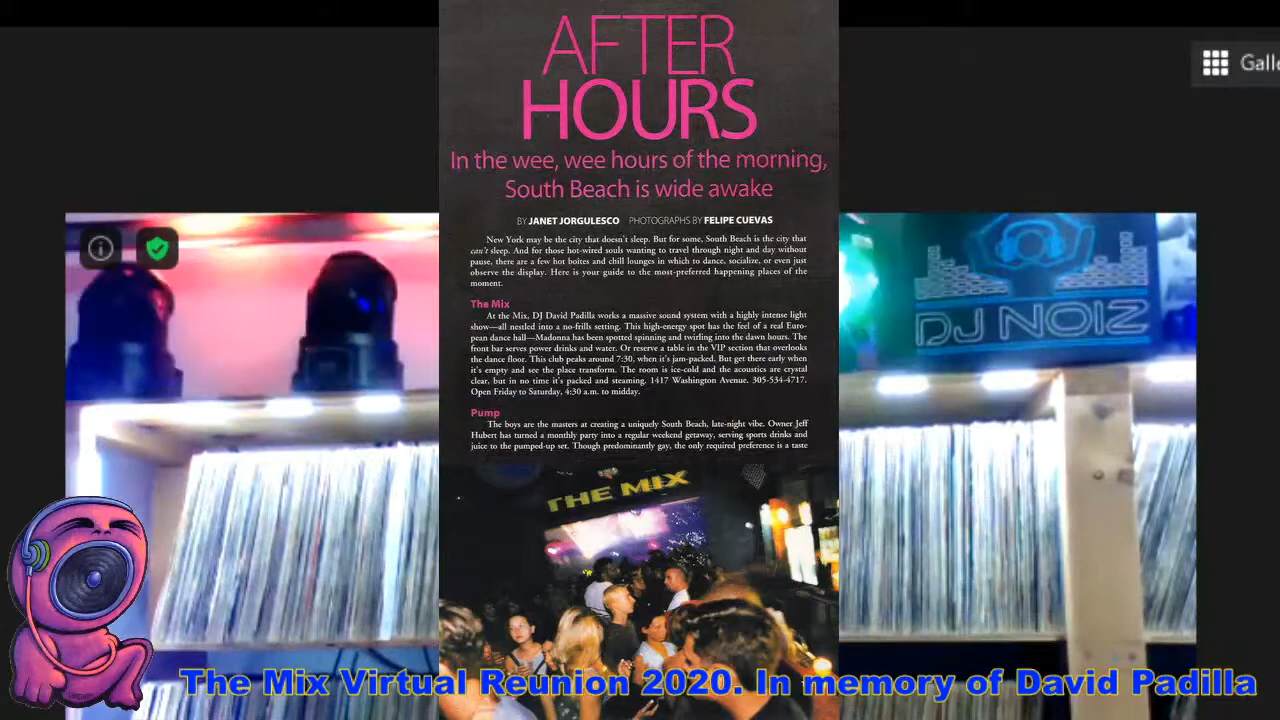 AFTER
HOURS
In the wee, wee hours of the morning,
South Beach is wide awake
BY JANET JORGULESCO PHOTOGRAPHS BY FELIPE CUEVAS
New York may be the city that doesn't sleep. But for some, South Beach is the city that
can't sleep. And for those hot-wired souls wanting to travel through night and day without
pause, there are a few hot boîtes and chill lounges in which to dance, socialize, or even just
observe the display. Here is your guide to the most-preferred happening places of the
moment.
The Mix
At the Mix, DJ David Padilla works a massive sound system with a highly intense light
show—all nestled into a no-frills setting. This high-energy spot has the feel of a real Euro-
pean dance hall—Madonna has been spotted spinning and twirling into the dawn hours. The
front bar serves power drinks and water. Or reserve a table in the VIP section that overlooks
the dance floor. This club peaks around 7:30, when it's jam-packed. But get there early when
it's empty and see the place transform. The room is ice-cold and the acoustics are crystal
clear, but in no time it's packed and steaming. 1417 Washington Avenue. 305-534-4717.
Open Friday to Saturday, 4:30 a.m. to midday.
Pump
The boys are the masters at creating a uniquely South Beach, late-night vibe. Owner Jeff
Hubert has turned a monthly party into a regular weekend getaway, serving sports drinks and
juice to the pumped-up set. Though predominantly gay, the only required preference is a taste
THE MIX
Galle
DJ NOIZ
The Mix Virtual Reunion 2020. In memory of David Padilla